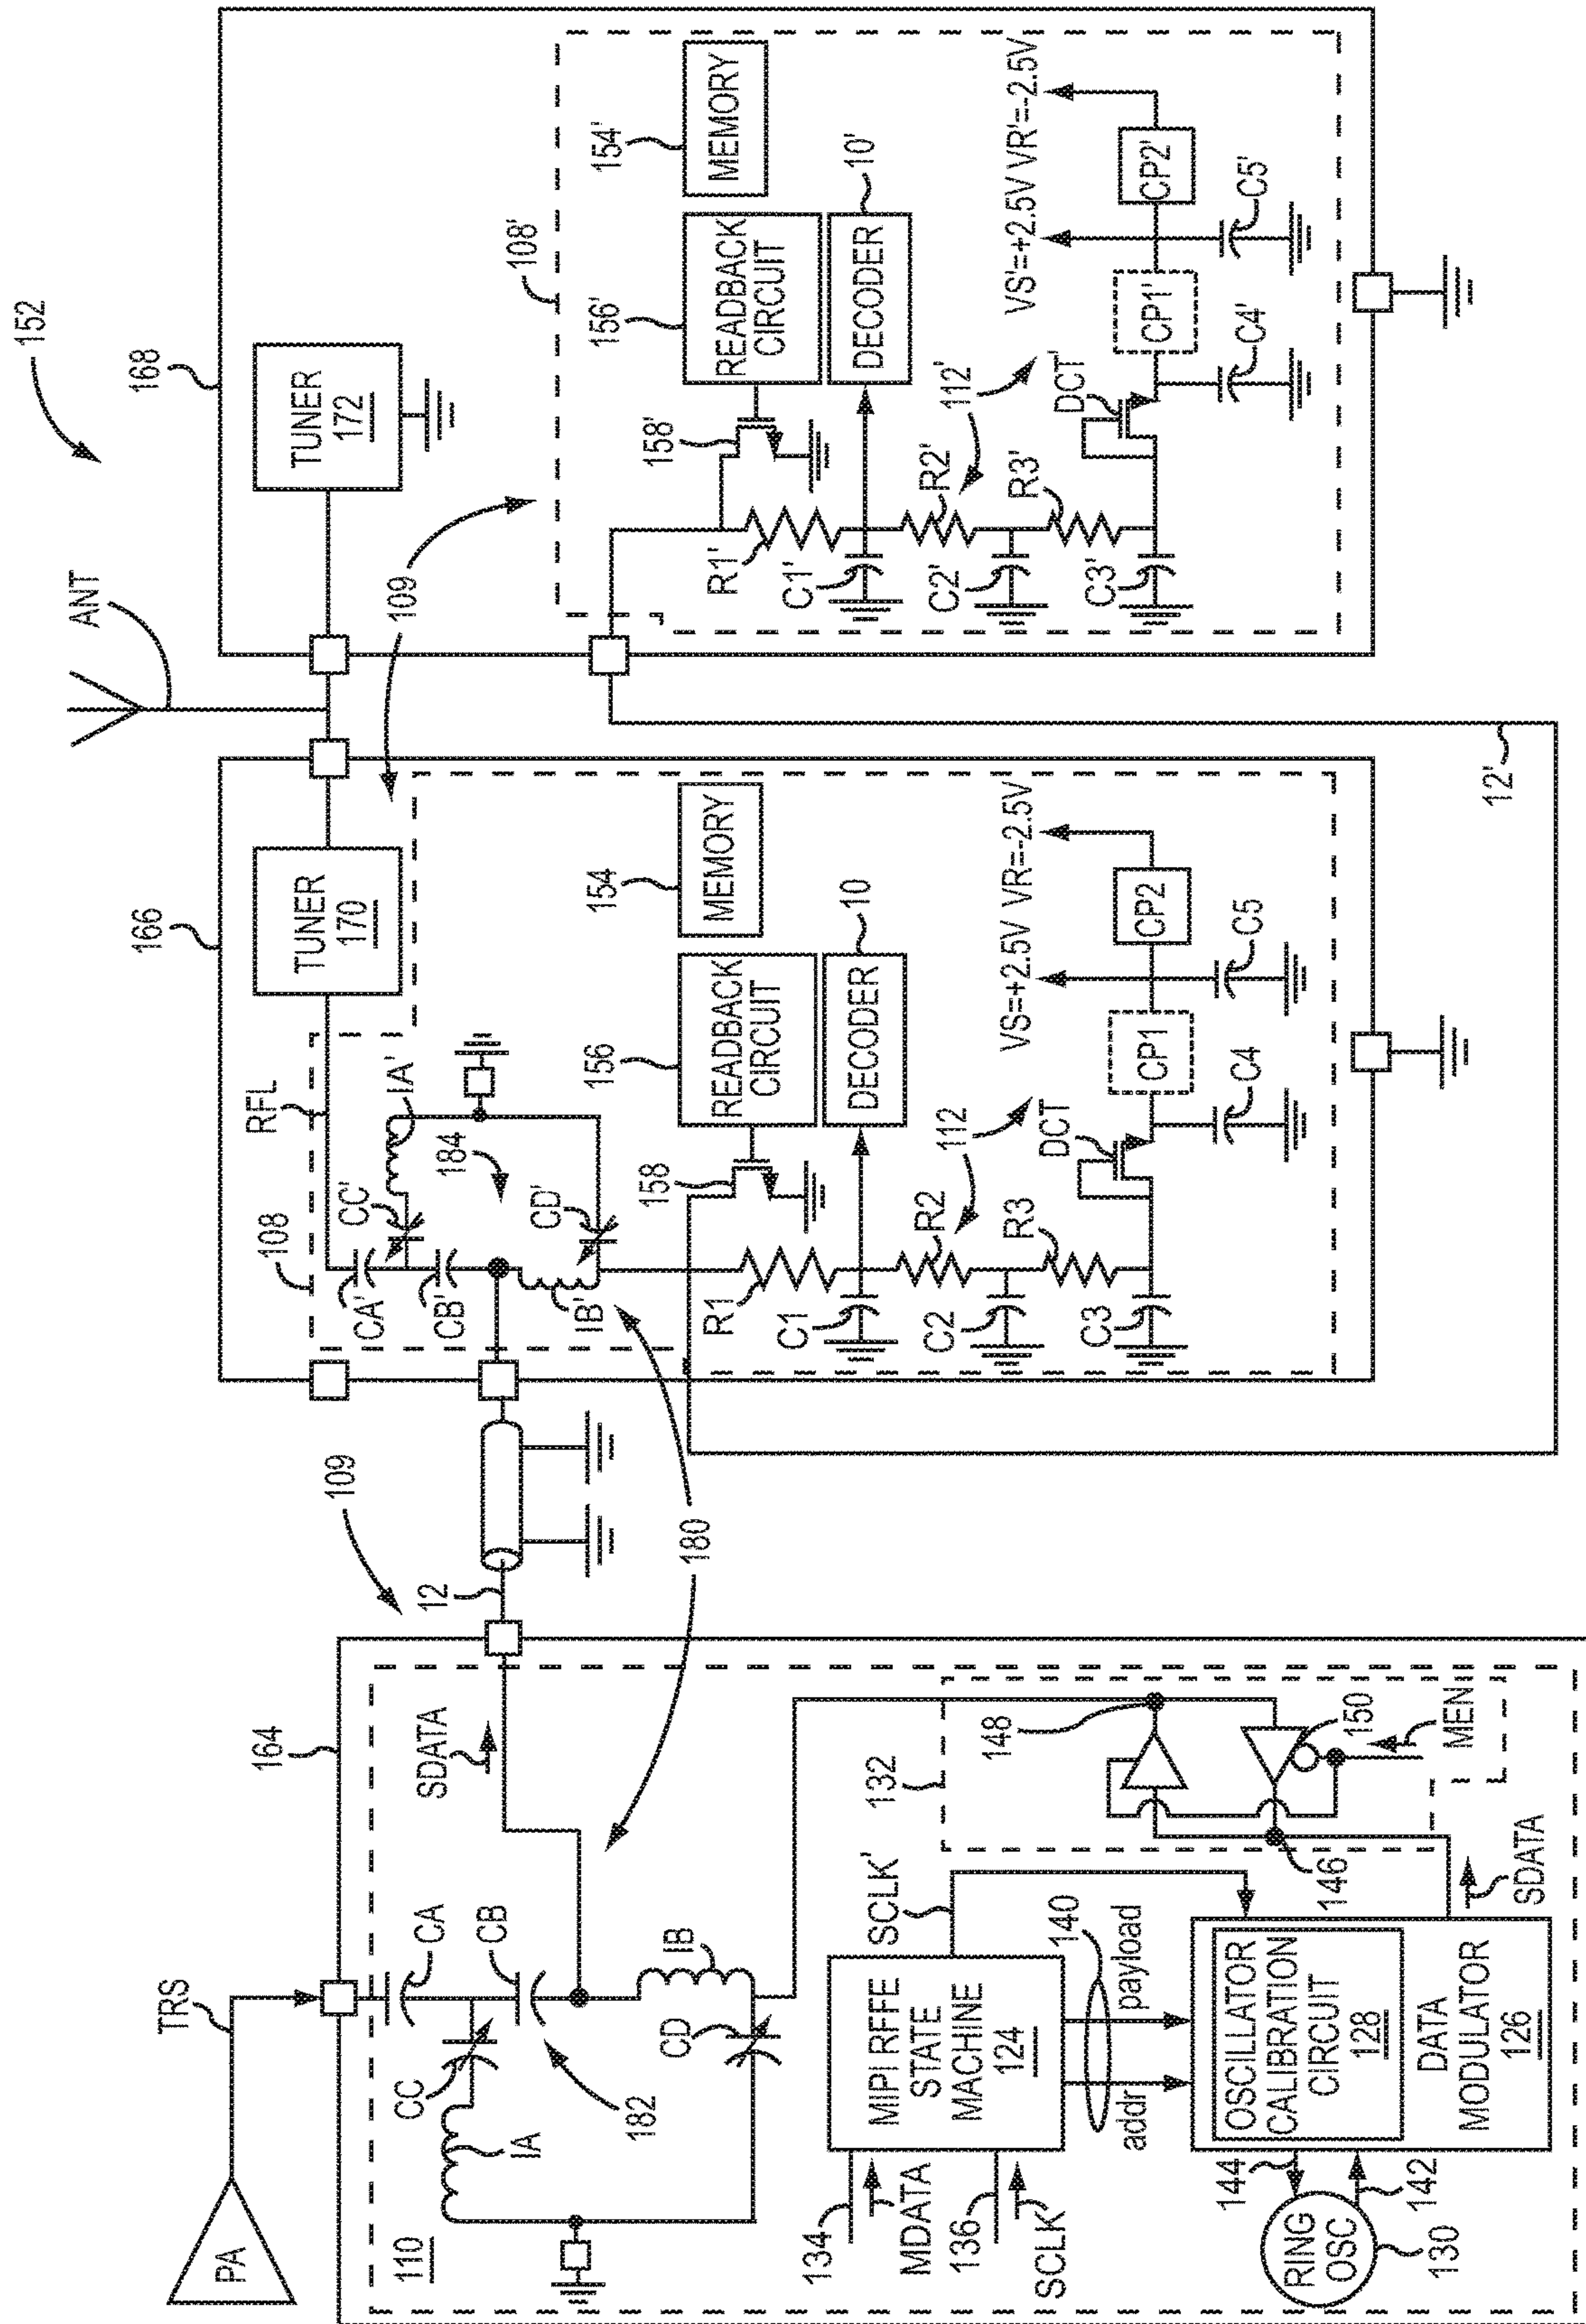 152
TRS
PA
164
110
CA
CB
CC
IA
182
IB
CD
SDATA
180
109
12
134
MDATA
136
SCLK
MIPI RFFE
STATE
MACHINE
124
SCLK'
140
addr
payload
OSCILLATOR
CALIBRATION
CIRCUIT
128
DATA
MODULATOR
126
144
142
RING
OSC
130
132
148
146
150
MEN
SDATA
166
108
RFL
TUNER
170
CA'
CB'
CC'
IA'
184
CD'
IB'
158
156
READBACK
CIRCUIT
154
MEMORY
10
DECODER
R1
C1
R2
C2
R3
C3
112
DCT
CP1
C4
VS=+2.5V
VR=-2.5V
CP2
C5
ANT
109
12'
168
TUNER
172
108'
158'
156'
READBACK
CIRCUIT
154'
MEMORY
10'
DECODER
R1'
C1'
R2'
C2'
R3'
C3'
112'
DCT'
CP1'
C4'
VS'=+2.5V
VR'=-2.5V
CP2'
C5'